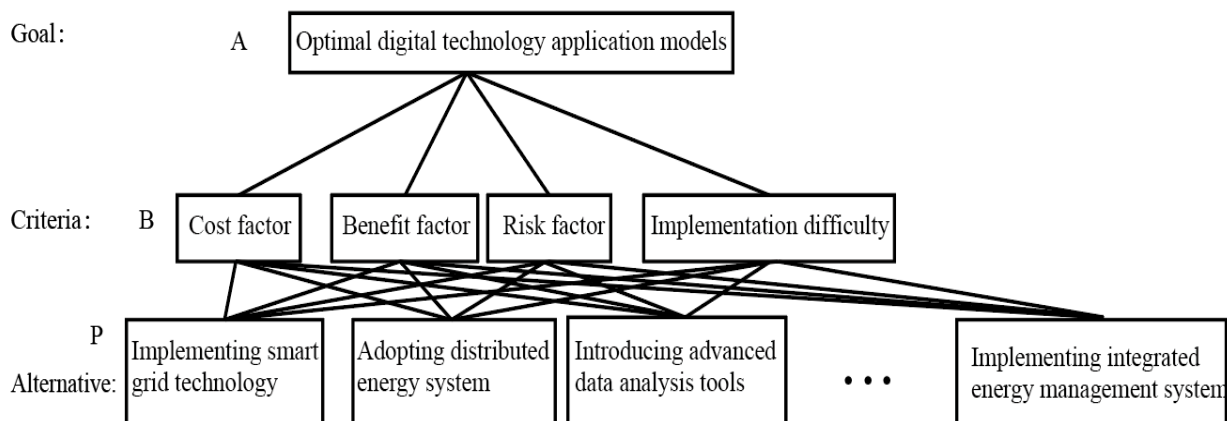 Goal: A Optimal digital technology application models
Criteria: B Cost factor Benefit factor Risk factor Implementation difficulty
P
Alternative:
Implementing smart
grid technology
Adopting distributed
energy system
Introducing advanced
data analysis tools
• • •
Implementing integrated
energy management system